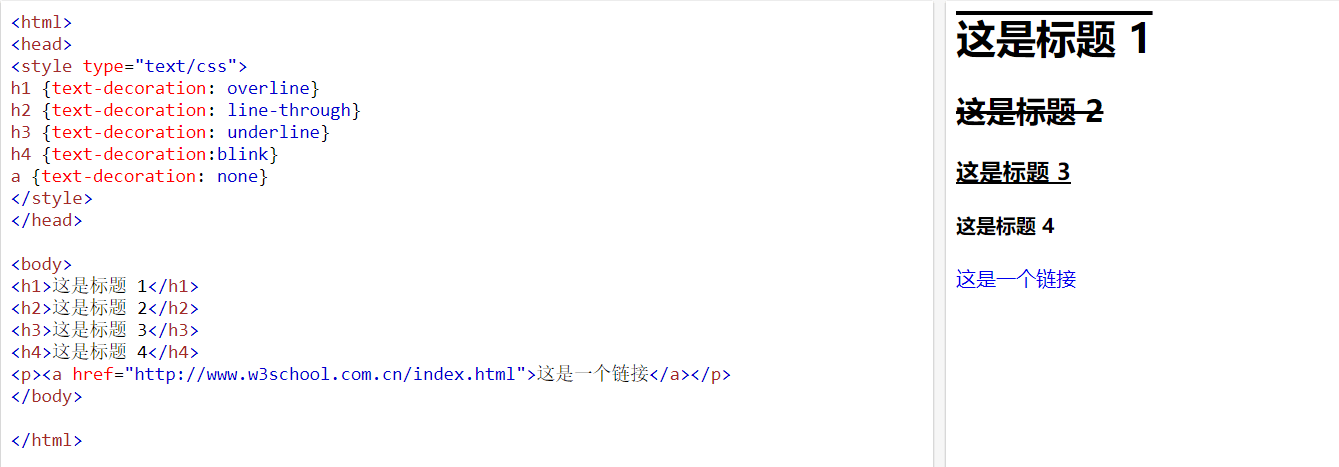 <html>
<head>
<style type="text/css">
h1 {text-decoration: overline}
h2 {text-decoration: line-through}
h3 {text-decoration: underline}
h4 {text-decoration:blink}
a {text-decoration: none}
</style>
</head>
<body>
<h1>这是标题 1</h1>
<h2>这是标题 2</h2>
<h3>这是标题 3</h3>
<h4>这是标题 4</h4>
<p><a href="http://www.w3school.com.cn/index.html">这是一个链接</a></p>
</body>
</html>
这是标题 1
这是标题 2
这是标题 3
这是标题 4
这是一个链接